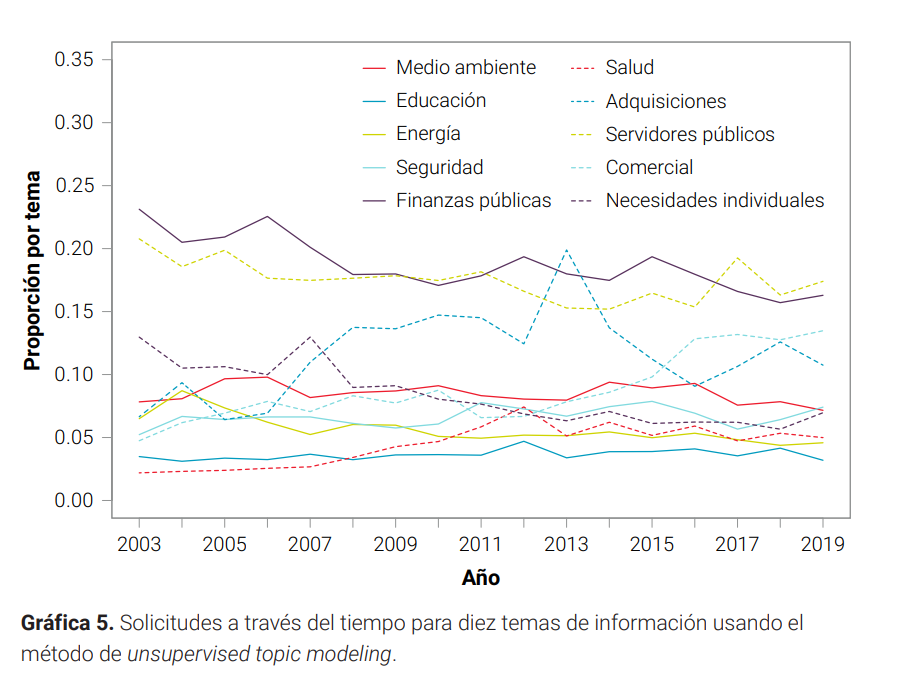 0.35
0.30
0.25
0.20
0.15
0.10
0.05
0.00
Proporción por tema
Medio ambiente
Educación
Energía
Seguridad
Finanzas públicas
Salud
Adquisiciones
Servidores públicos
Comercial
Necesidades individuales
2003 2005 2007 2009 2011 2013 2015 2017 2019
Año
Gráfica 5. Solicitudes a través del tiempo para diez temas de información usando el
método de unsupervised topic modeling.